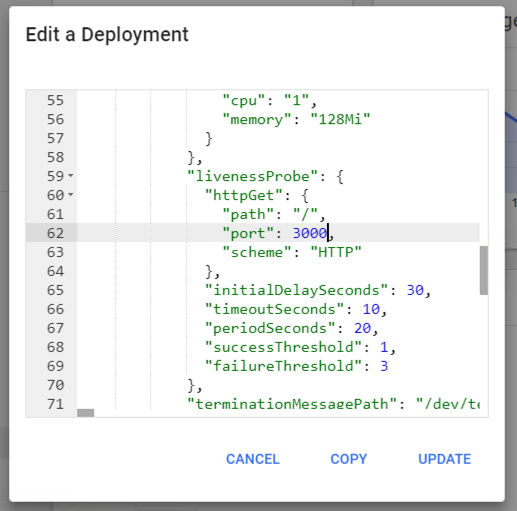 Edit a Deployment
55 "cpu": "1",
56 "memory": "128Mi"
57 }
58 },
59 "livenessProbe": {
60 "httpGet": {
61 "path": "/",
62 "port": 3000,
63 "scheme": "HTTP"
64 },
65 "initialDelaySeconds": 30,
66 "timeoutSeconds": 10,
67 "periodSeconds": 20,
68 "successThreshold": 1,
69 "failureThreshold": 3
70 },
71 "terminationMessagePath": "/dev/te
CANCEL COPY UPDATE